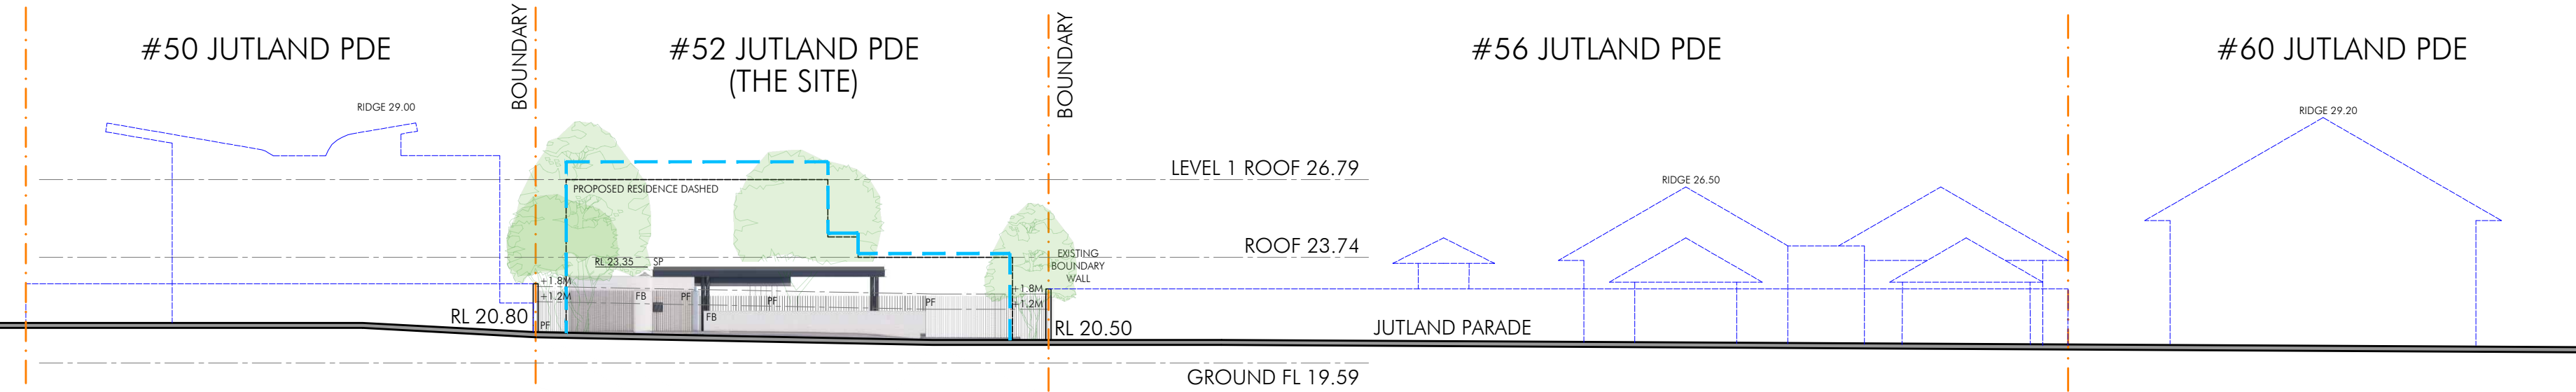 #50 JUTLAND PDE
BOUNDARY
#52 JUTLAND PDE
(THE SITE)
BOUNDARY
#56 JUTLAND PDE
#60 JUTLAND PDE
RIDGE 29.00
RIDGE 29.20
LEVEL 1 ROOF 26.79
PROPOSED RESIDENCE DASHED
RIDGE 26.50
ROOF 23.74
EXISTING
BOUNDARY
WALL
RL 23.35
SP
+1.8M
+1.2M
FB
PF
PF
PF
+1.8M
+1.2M
RL 20.80
PF
FB
RL 20.50
JUTLAND PARADE
GROUND FL 19.59